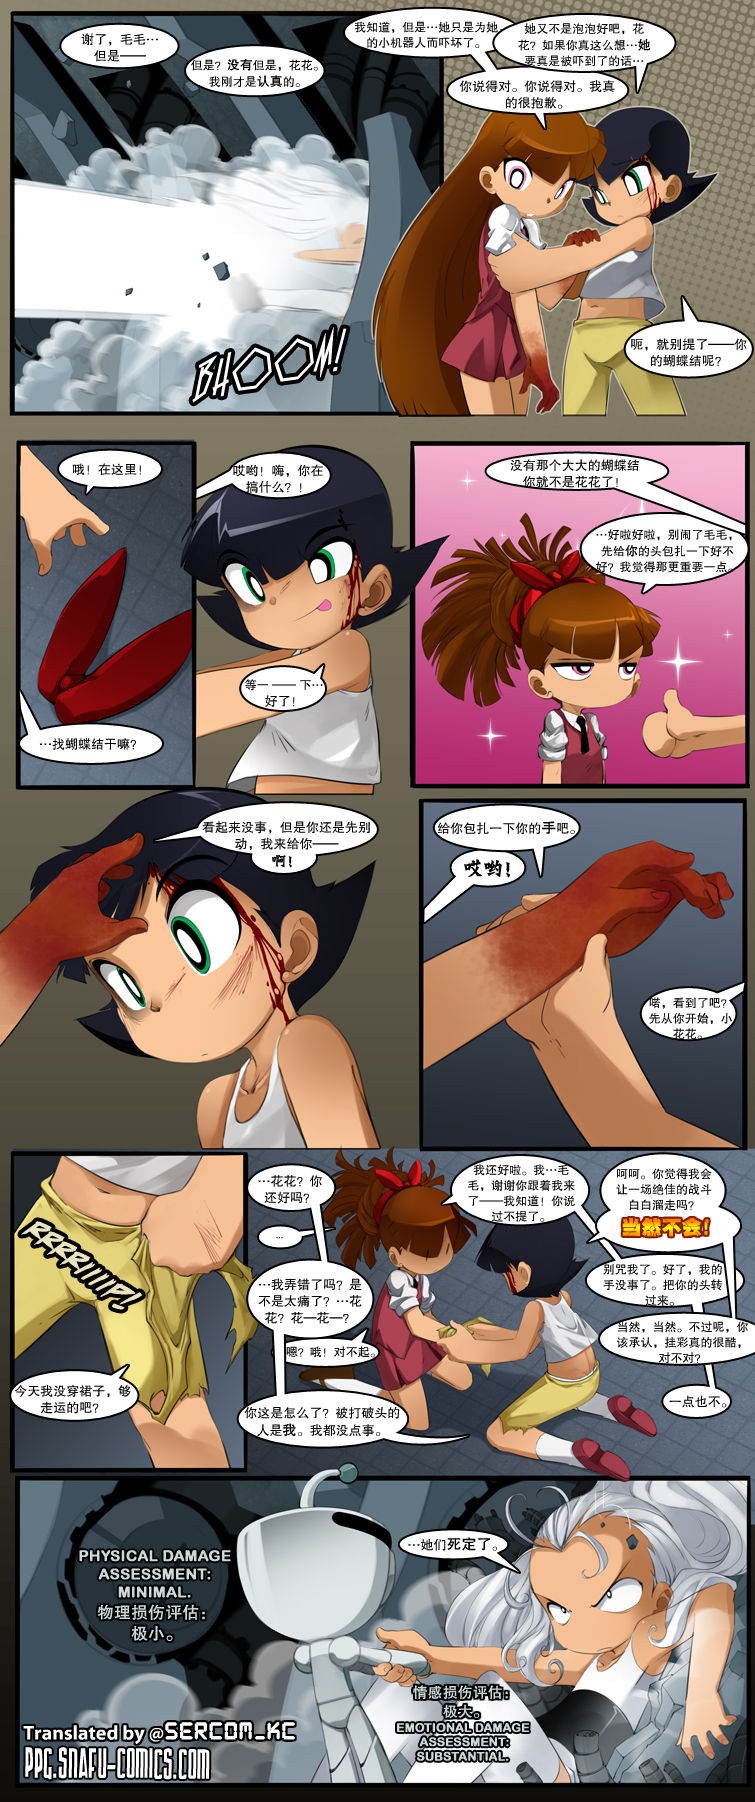 谢了，毛毛…
但是——
但是？没有但是，花花。
我刚才是认真的。
我知道，但是…她只是为她
的小机器人而吓坏了。
她又不是泡泡好吧，花
花？如果你真这么想…她
要真是被吓到了的话…
你说得对。你说得对。我真
的很抱歉。
BHOOM!
呃，就别提了——你
的蝴蝶结呢？
哦！在这里！
…找蝴蝶结干嘛？
哎哟！嗨，你在
搞什么？！
等一 —— 下…
好了！
没有那个大大的蝴蝶结
你就不是花花了！
…好啦好啦，别闹了毛毛，
先给你的头包扎一下好不
好？我觉得那更重要一点。
看起来没事，但是你还是先别
动，我来给你——
啊！
给你包扎一下你的手吧。
哎哟！
喏，看到了吧？
先从你开始，小
花花。
RRRRIIIIP!
今天我没穿裙子，够
走运的吧？
…花花？你
还好吗？
…
…我弄错了吗？是
不是太痛了？…花
花？花一花一？
嗯？哦！对不起。
你这是怎么了？被打破头的
人是我。我都没点事。
我还好啦。我…毛
毛，谢谢你跟着我来
了——我知道！你说
过不提了。
呵呵。你觉得我会
让一场绝佳的战斗
白白溜走吗？
当然不会！
别咒我了。好了，我的
手没事了。把你的头转
过来。
当然，当然。不过呢，你
该承认，挂彩真的很酷，
对不对？
一点也不。
PHYSICAL DAMAGE
ASSESSMENT:
MINIMAL.
物理损伤评估：
极小。
…她们死定了。
情感损伤评估：
极大。
EMOTIONAL DAMAGE
ASSESSMENT:
SUBSTANTIAL.
Translated by @SERCOM_KC
PPG.SNAFU-COMICS.COM